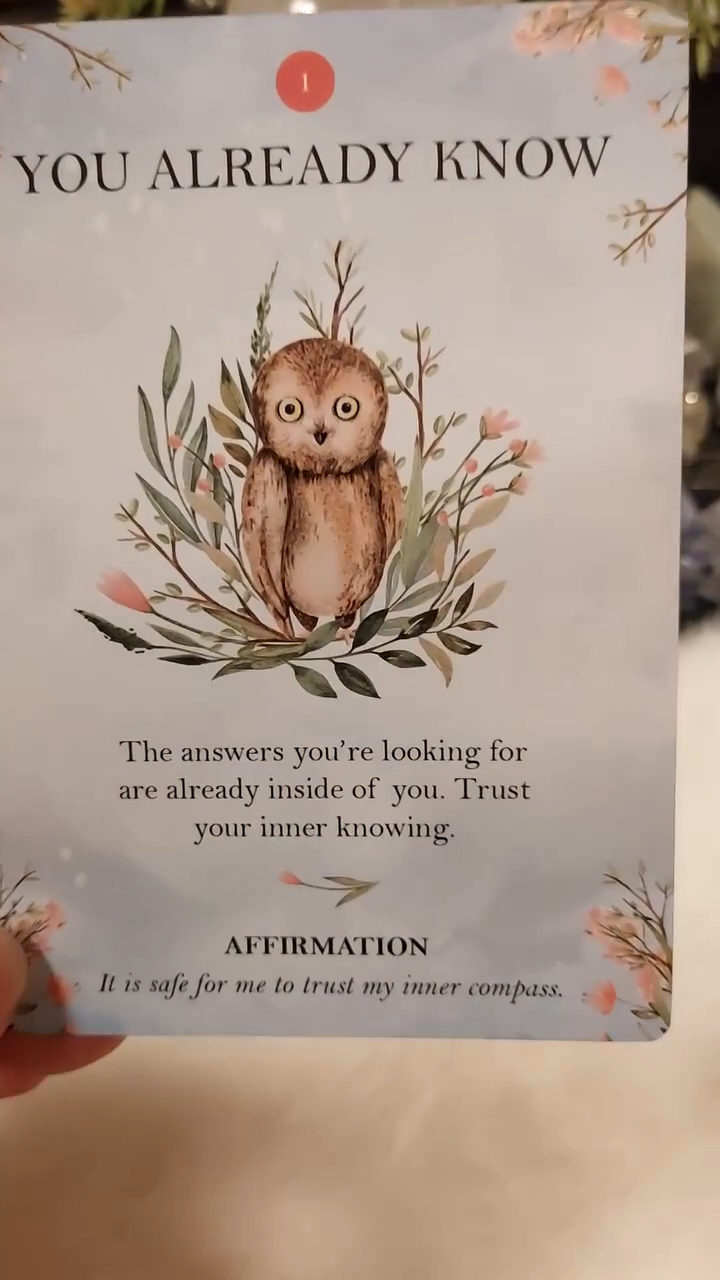 1
YOU ALREADY KNOW
The answers you're looking for
are already inside of you. Trust
your inner knowing.
AFFIRMATION
It is safe for me to trust my inner compass.